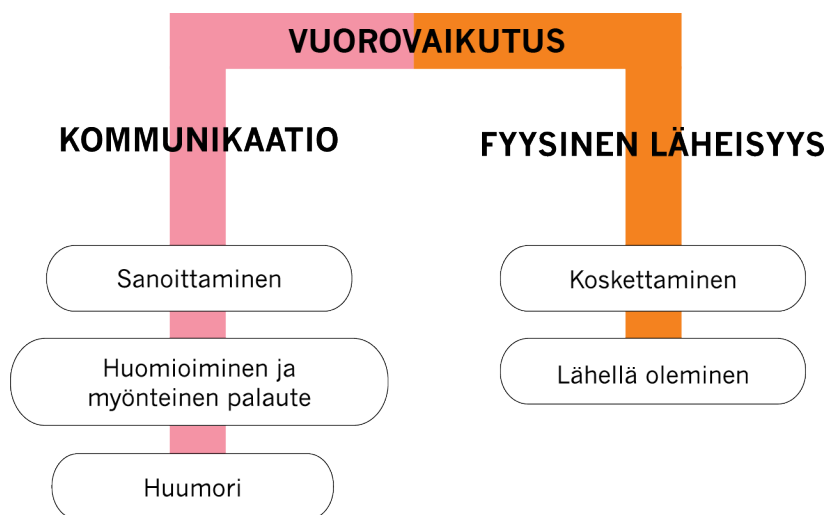 VUOROVAIKUTUS
KOMMUNIKAATIO
Sanoittaminen
Huomioiminen ja
myönteinen palaute
Huumori
FYYSINEN LÄHEISYYS
Koskettaminen
Lähellä oleminen